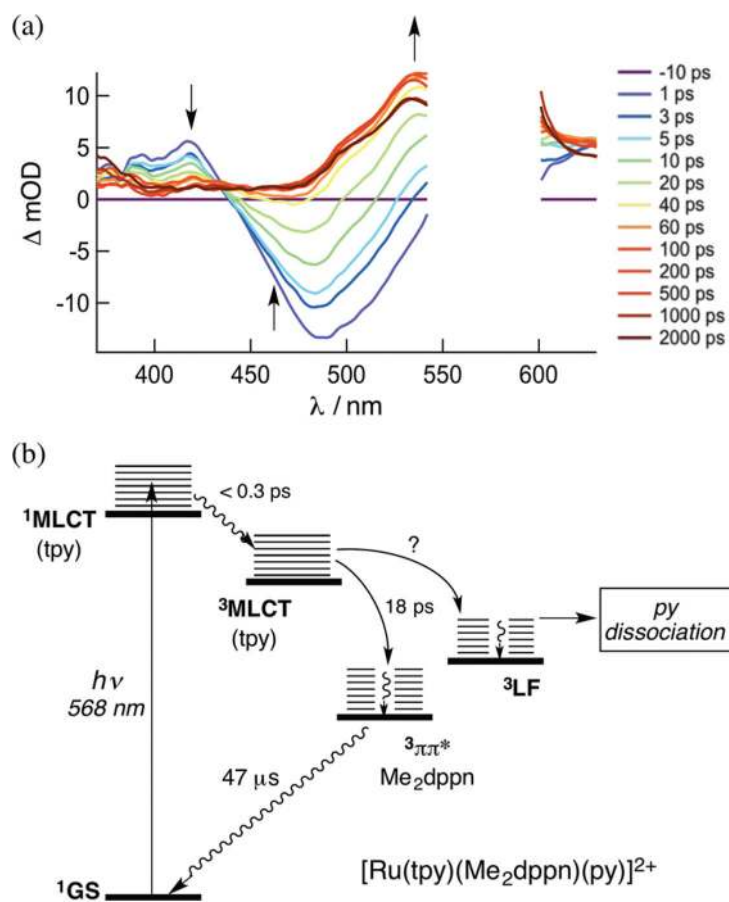 (a)
10
5
0
-5
-10
Δ mOD
400
450
500
550
600
λ / nm
-10 ps
1 ps
3 ps
5 ps
10 ps
20 ps
40 ps
60 ps
100 ps
200 ps
500 ps
1000 ps
2000 ps
(b)
¹MLCT
(tpy)
< 0.3 ps
³MLCT
(tpy)
?
18 ps
py
dissociation
³LF
hν
568 nm
³ππ*
Me₂dppn
47 μs
¹GS
[Ru(tpy)(Me₂dppn)(py)]²⁺